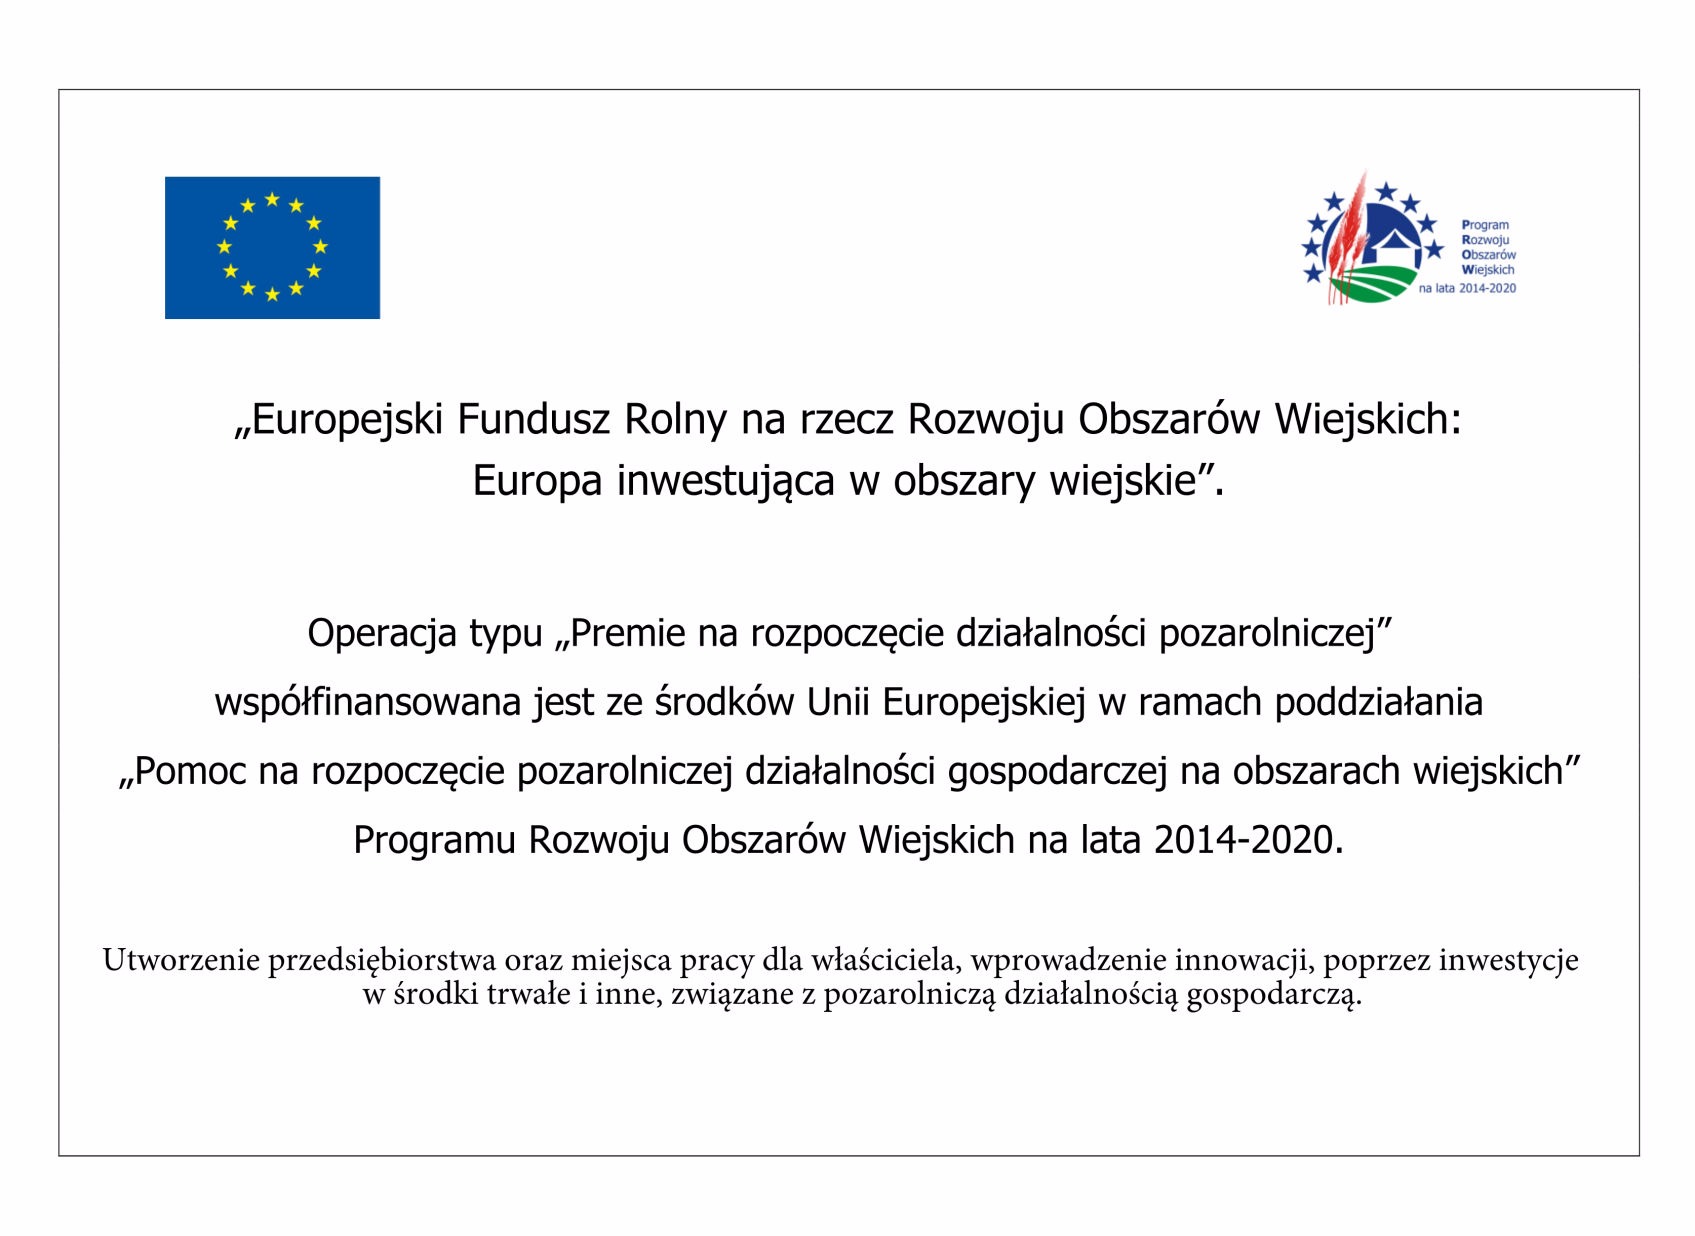 Program
Rozwoju
Obszarów
Wiejskich
na lata 2014-2020
„Europejski Fundusz Rolny na rzecz Rozwoju Obszarów Wiejskich:
Europa inwestująca w obszary wiejskie”.
Operacja typu „Premie na rozpoczęcie działalności pozarolniczej”
współfinansowana jest ze środków Unii Europejskiej w ramach poddziałania
„Pomoc na rozpoczęcie pozarolniczej działalności gospodarczej na obszarach wiejskich”
Programu Rozwoju Obszarów Wiejskich na lata 2014-2020.
Utworzenie przedsiębiorstwa oraz miejsca pracy dla właściciela, wprowadzenie innowacji, poprzez inwestycje
w środki trwałe i inne, związane z pozarolniczą działalnością gospodarczą.